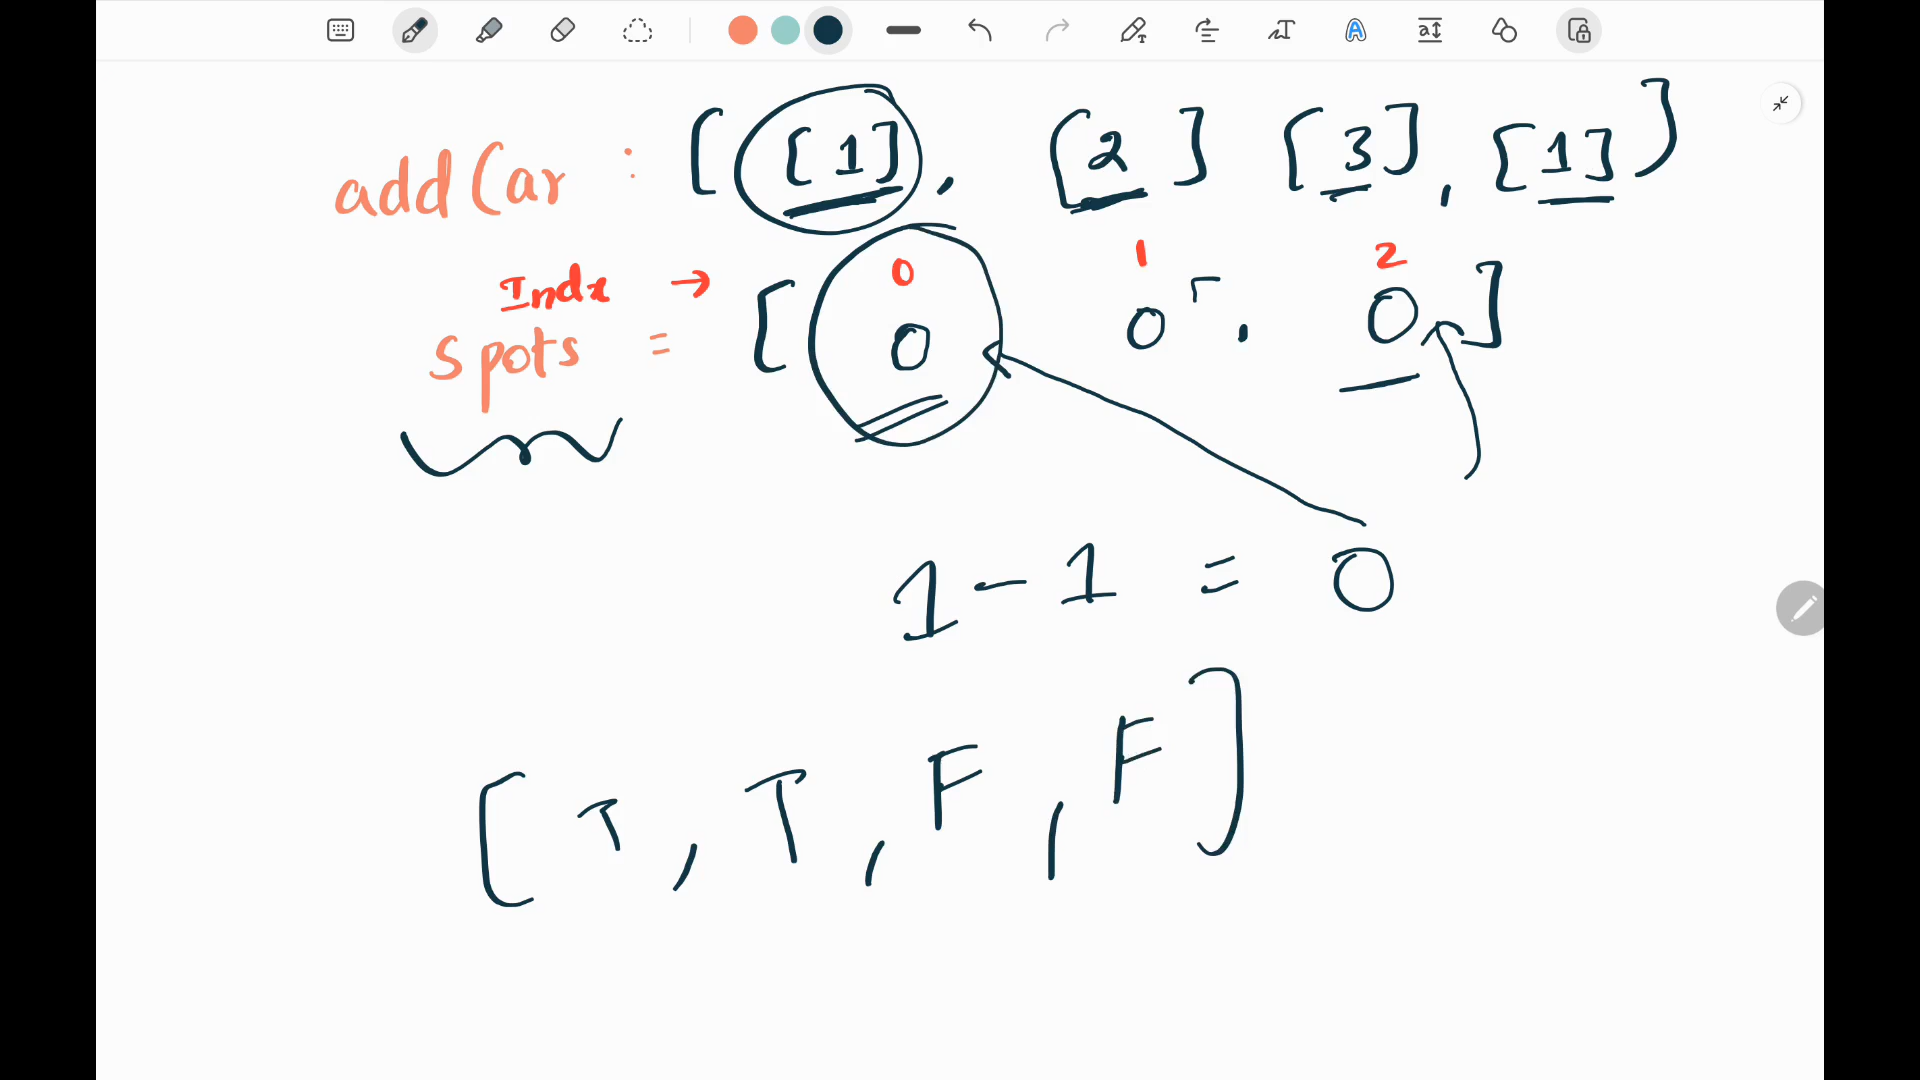 addCar : [ [1], [2] [3], [1] ]
0 1 2
Indx →
spots = [ 0 0, 0 ]
1 - 1 = 0
[ T, T, F, F ]